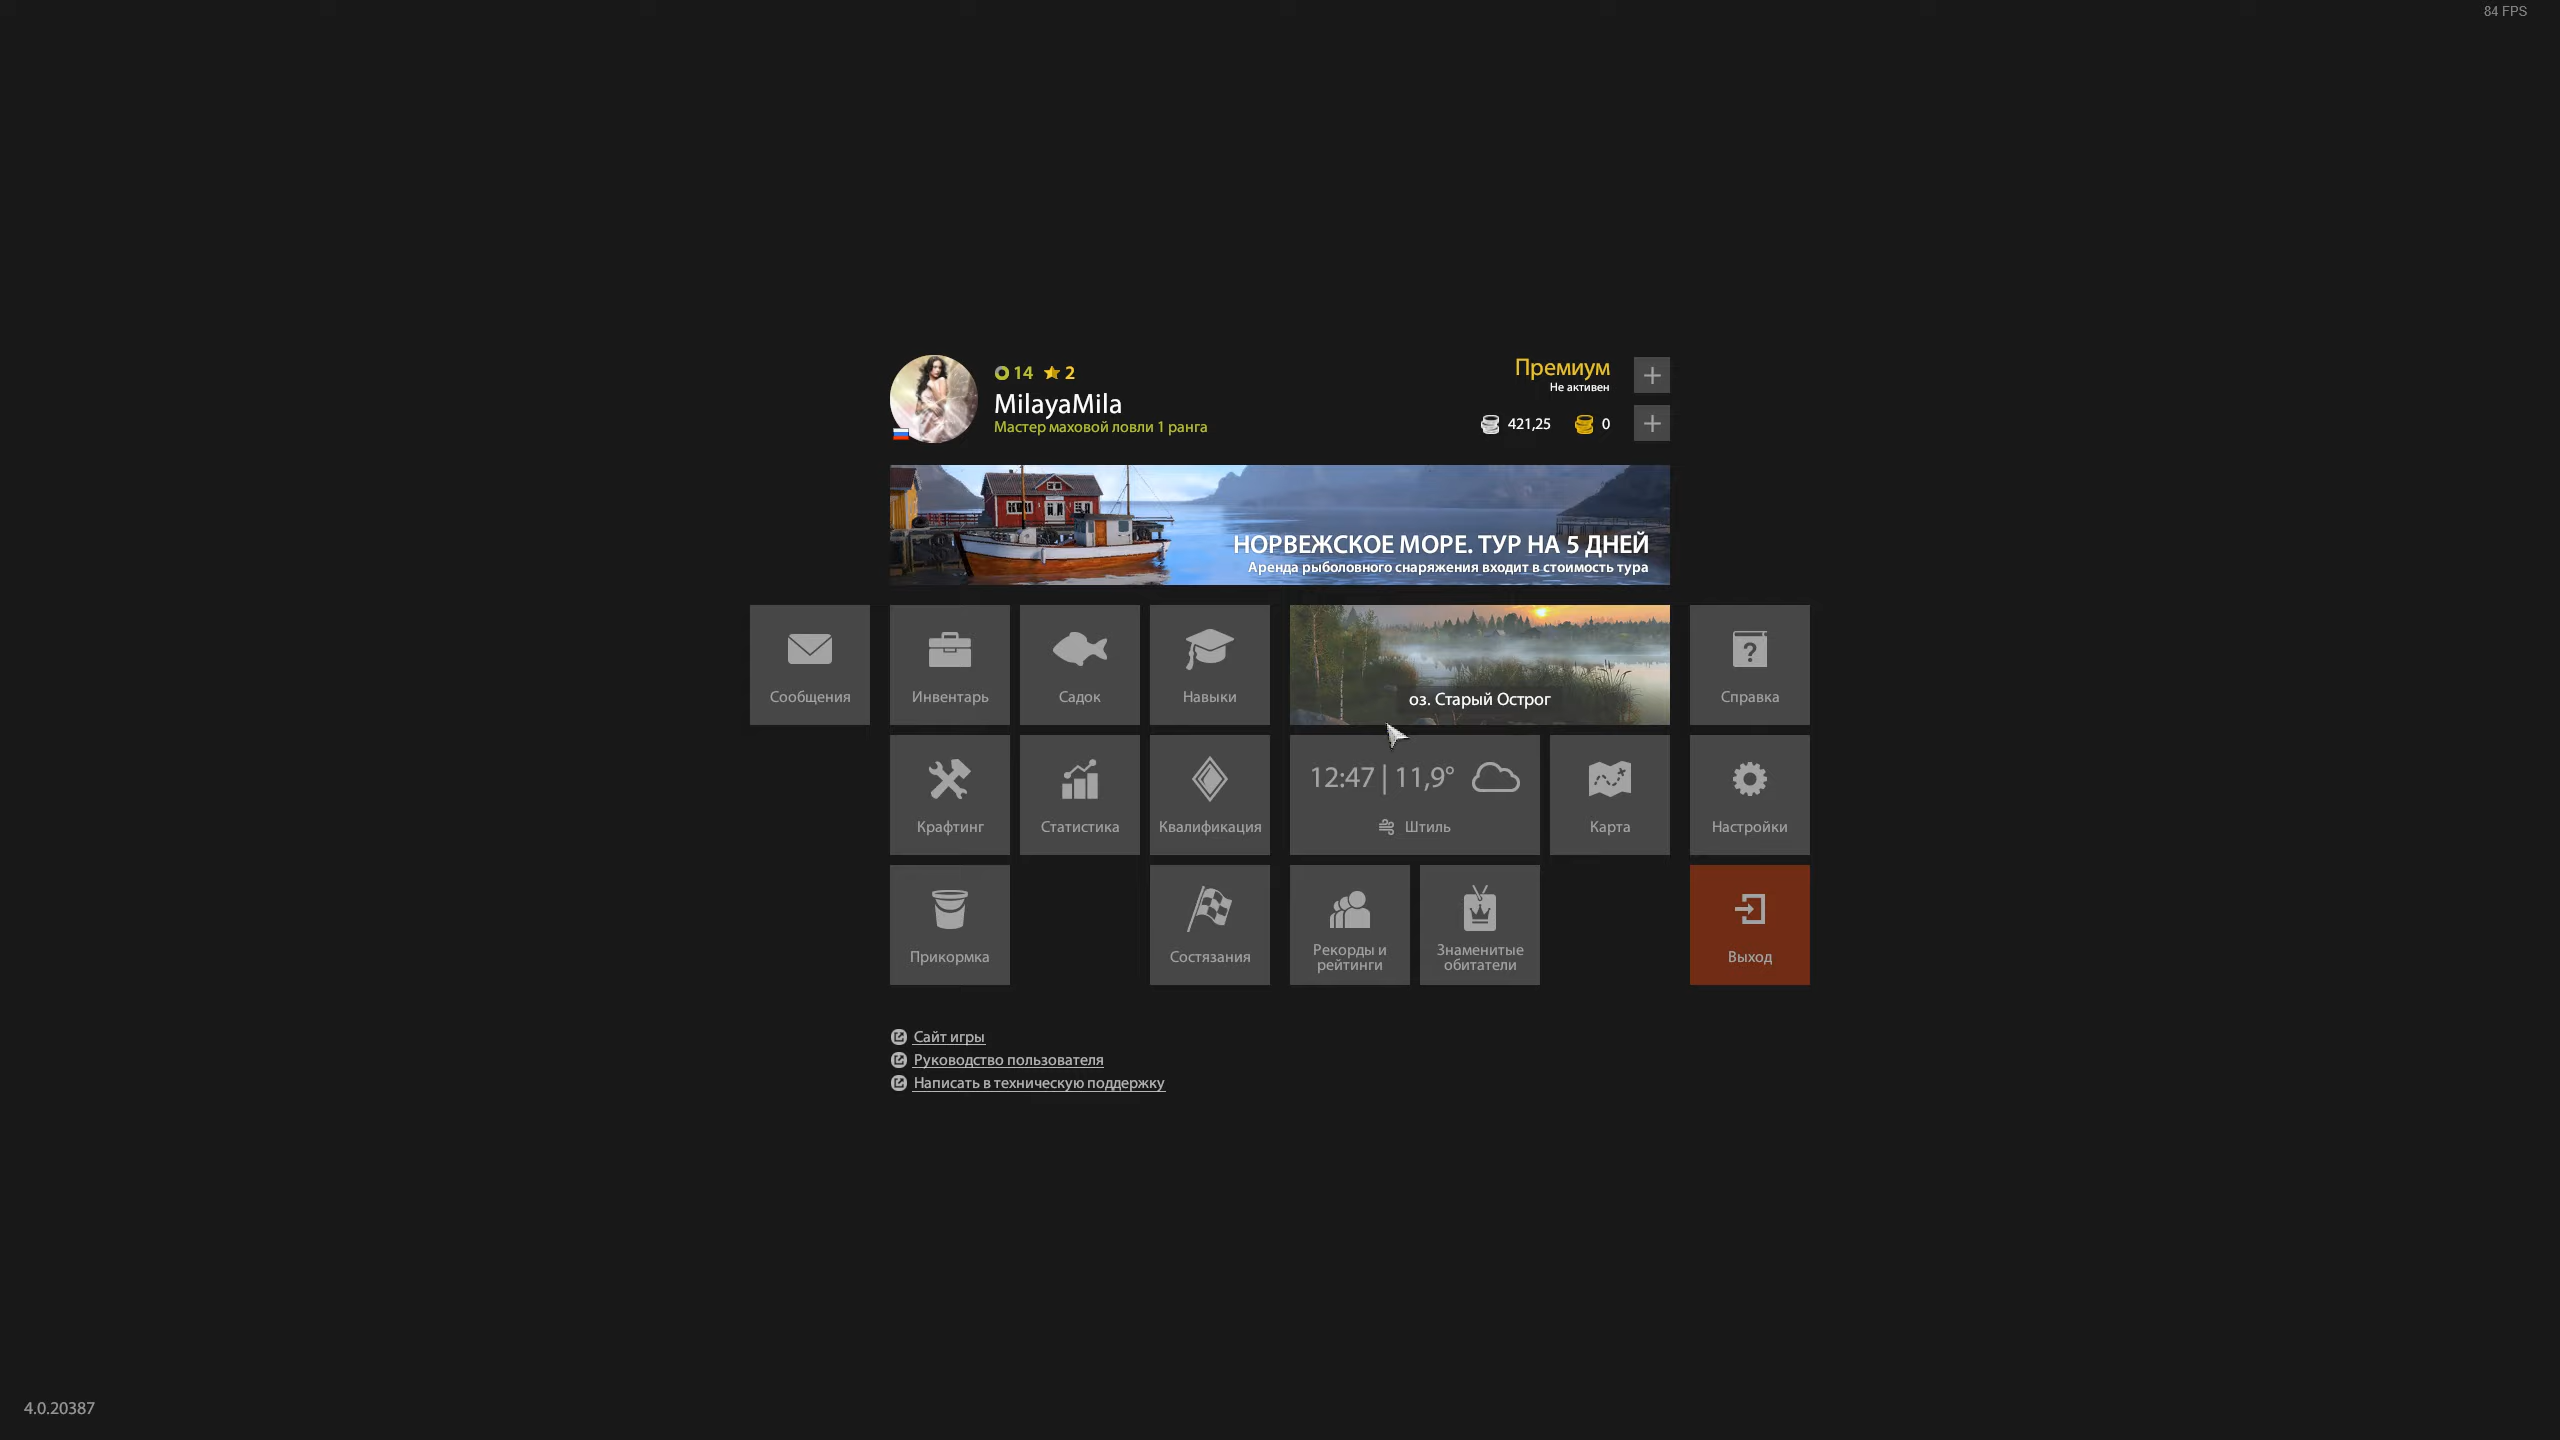 84 FPS
14 2
MilayaMila
Мастер маховой ловли 1 ранга
Премиум
Не активен
421,25 0
НОРВЕЖСКОЕ МОРЕ. ТУР НА 5 ДНЕЙ
Аренда рыболовного снаряжения входит в стоимость тура
Сообщения
Инвентарь
Садок
Навыки
оз. Старый Острог
Справка
Крафтинг
Статистика
Квалификация
12:47 | 11,9°
Штиль
Карта
Настройки
Прикормка
Состязания
Рекорды и
рейтинги
Знаменитые
обитатели
Выход
Сайт игры
Руководство пользователя
Написать в техническую поддержку
4.0.20387